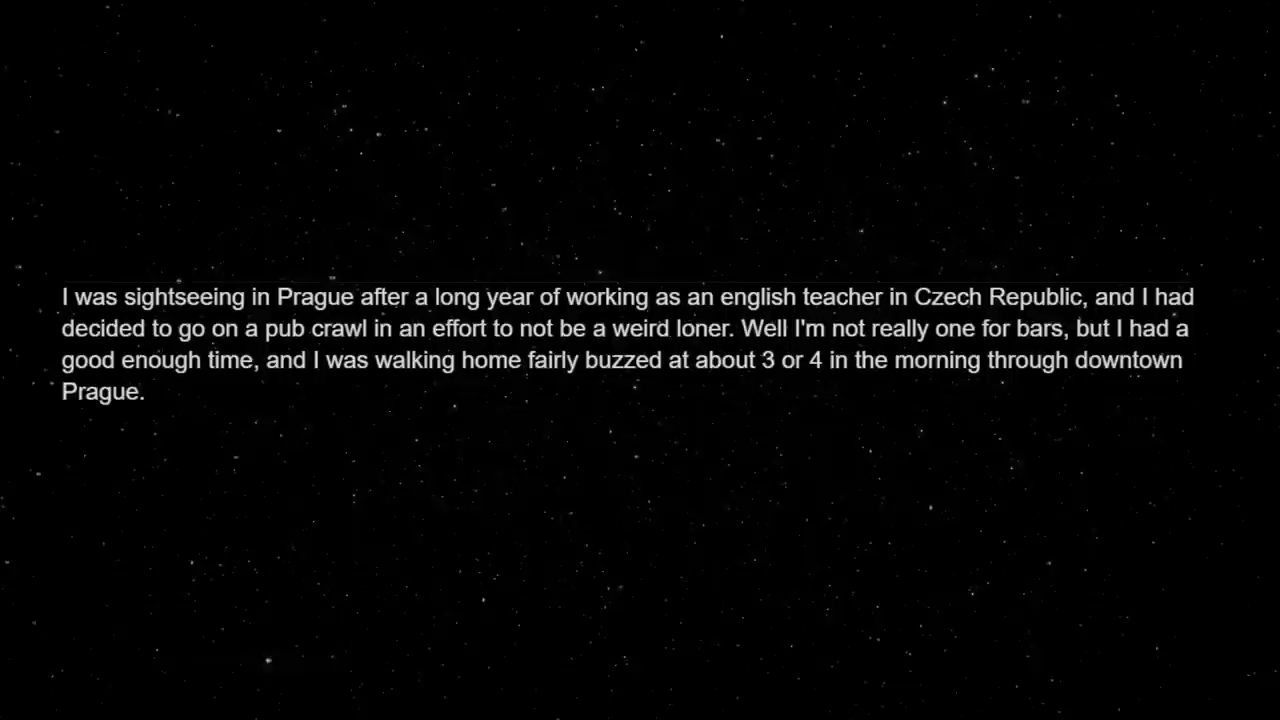 I was sightseeing in Prague after a long year of working as an english teacher in Czech Republic, and I had
decided to go on a pub crawl in an effort to not be a weird loner. Well I'm not really one for bars, but I had a
good enough time, and I was walking home fairly buzzed at about 3 or 4 in the morning through downtown
Prague.